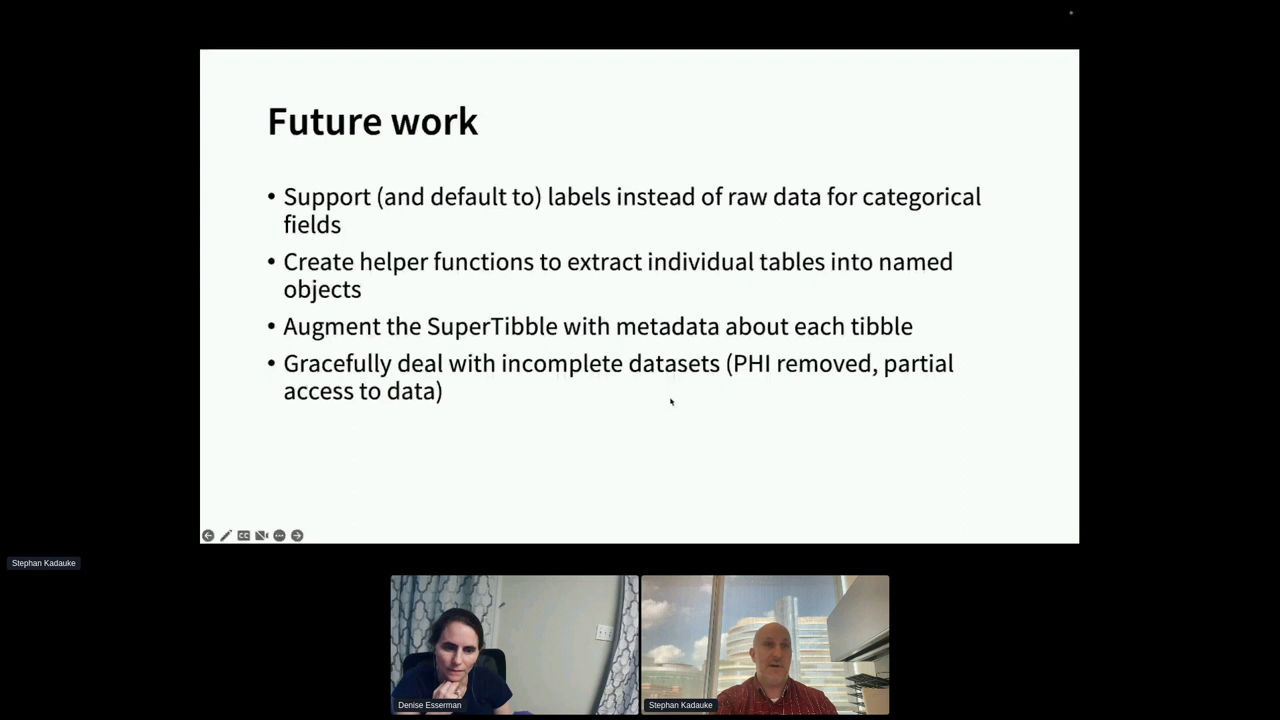 Future work
• Support (and default to) labels instead of raw data for categorical
fields
• Create helper functions to extract individual tables into named
objects
• Augment the SuperTibble with metadata about each tibble
• Gracefully deal with incomplete datasets (PHI removed, partial
access to data)
CC
Stephan Kadauke
Denise Esserman
Stephan Kadauke